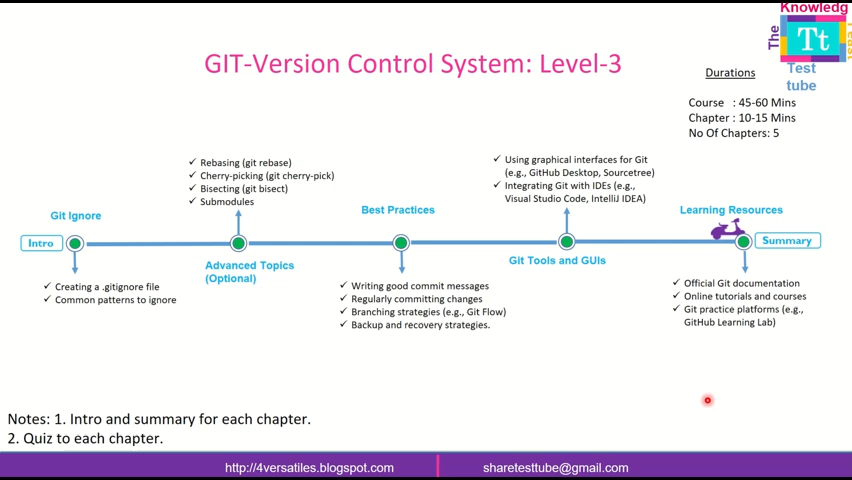 Knowledg
The
Tt
Feast
Test
tube
GIT-Version Control System: Level-3
Durations
Course : 45-60 Mins
Chapter : 10-15 Mins
No Of Chapters: 5
✓ Rebasing (git rebase)
✓ Cherry-picking (git cherry-pick)
✓ Bisecting (git bisect)
✓ Submodules
✓ Using graphical interfaces for Git
(e.g., GitHub Desktop, Sourcetree)
✓ Integrating Git with IDEs (e.g.,
Visual Studio Code, IntelliJ IDEA)
Git Ignore
Best Practices
Learning Resources
Intro
Summary
Advanced Topics
(Optional)
Git Tools and GUIs
✓ Creating a .gitignore file
✓ Common patterns to ignore
✓ Writing good commit messages
✓ Regularly committing changes
✓ Branching strategies (e.g., Git Flow)
✓ Backup and recovery strategies.
✓ Official Git documentation
✓ Online tutorials and courses
✓ Git practice platforms (e.g.,
GitHub Learning Lab)
Notes: 1. Intro and summary for each chapter.
2. Quiz to each chapter.
http://4versatiles.blogspot.com
sharetesttube@gmail.com